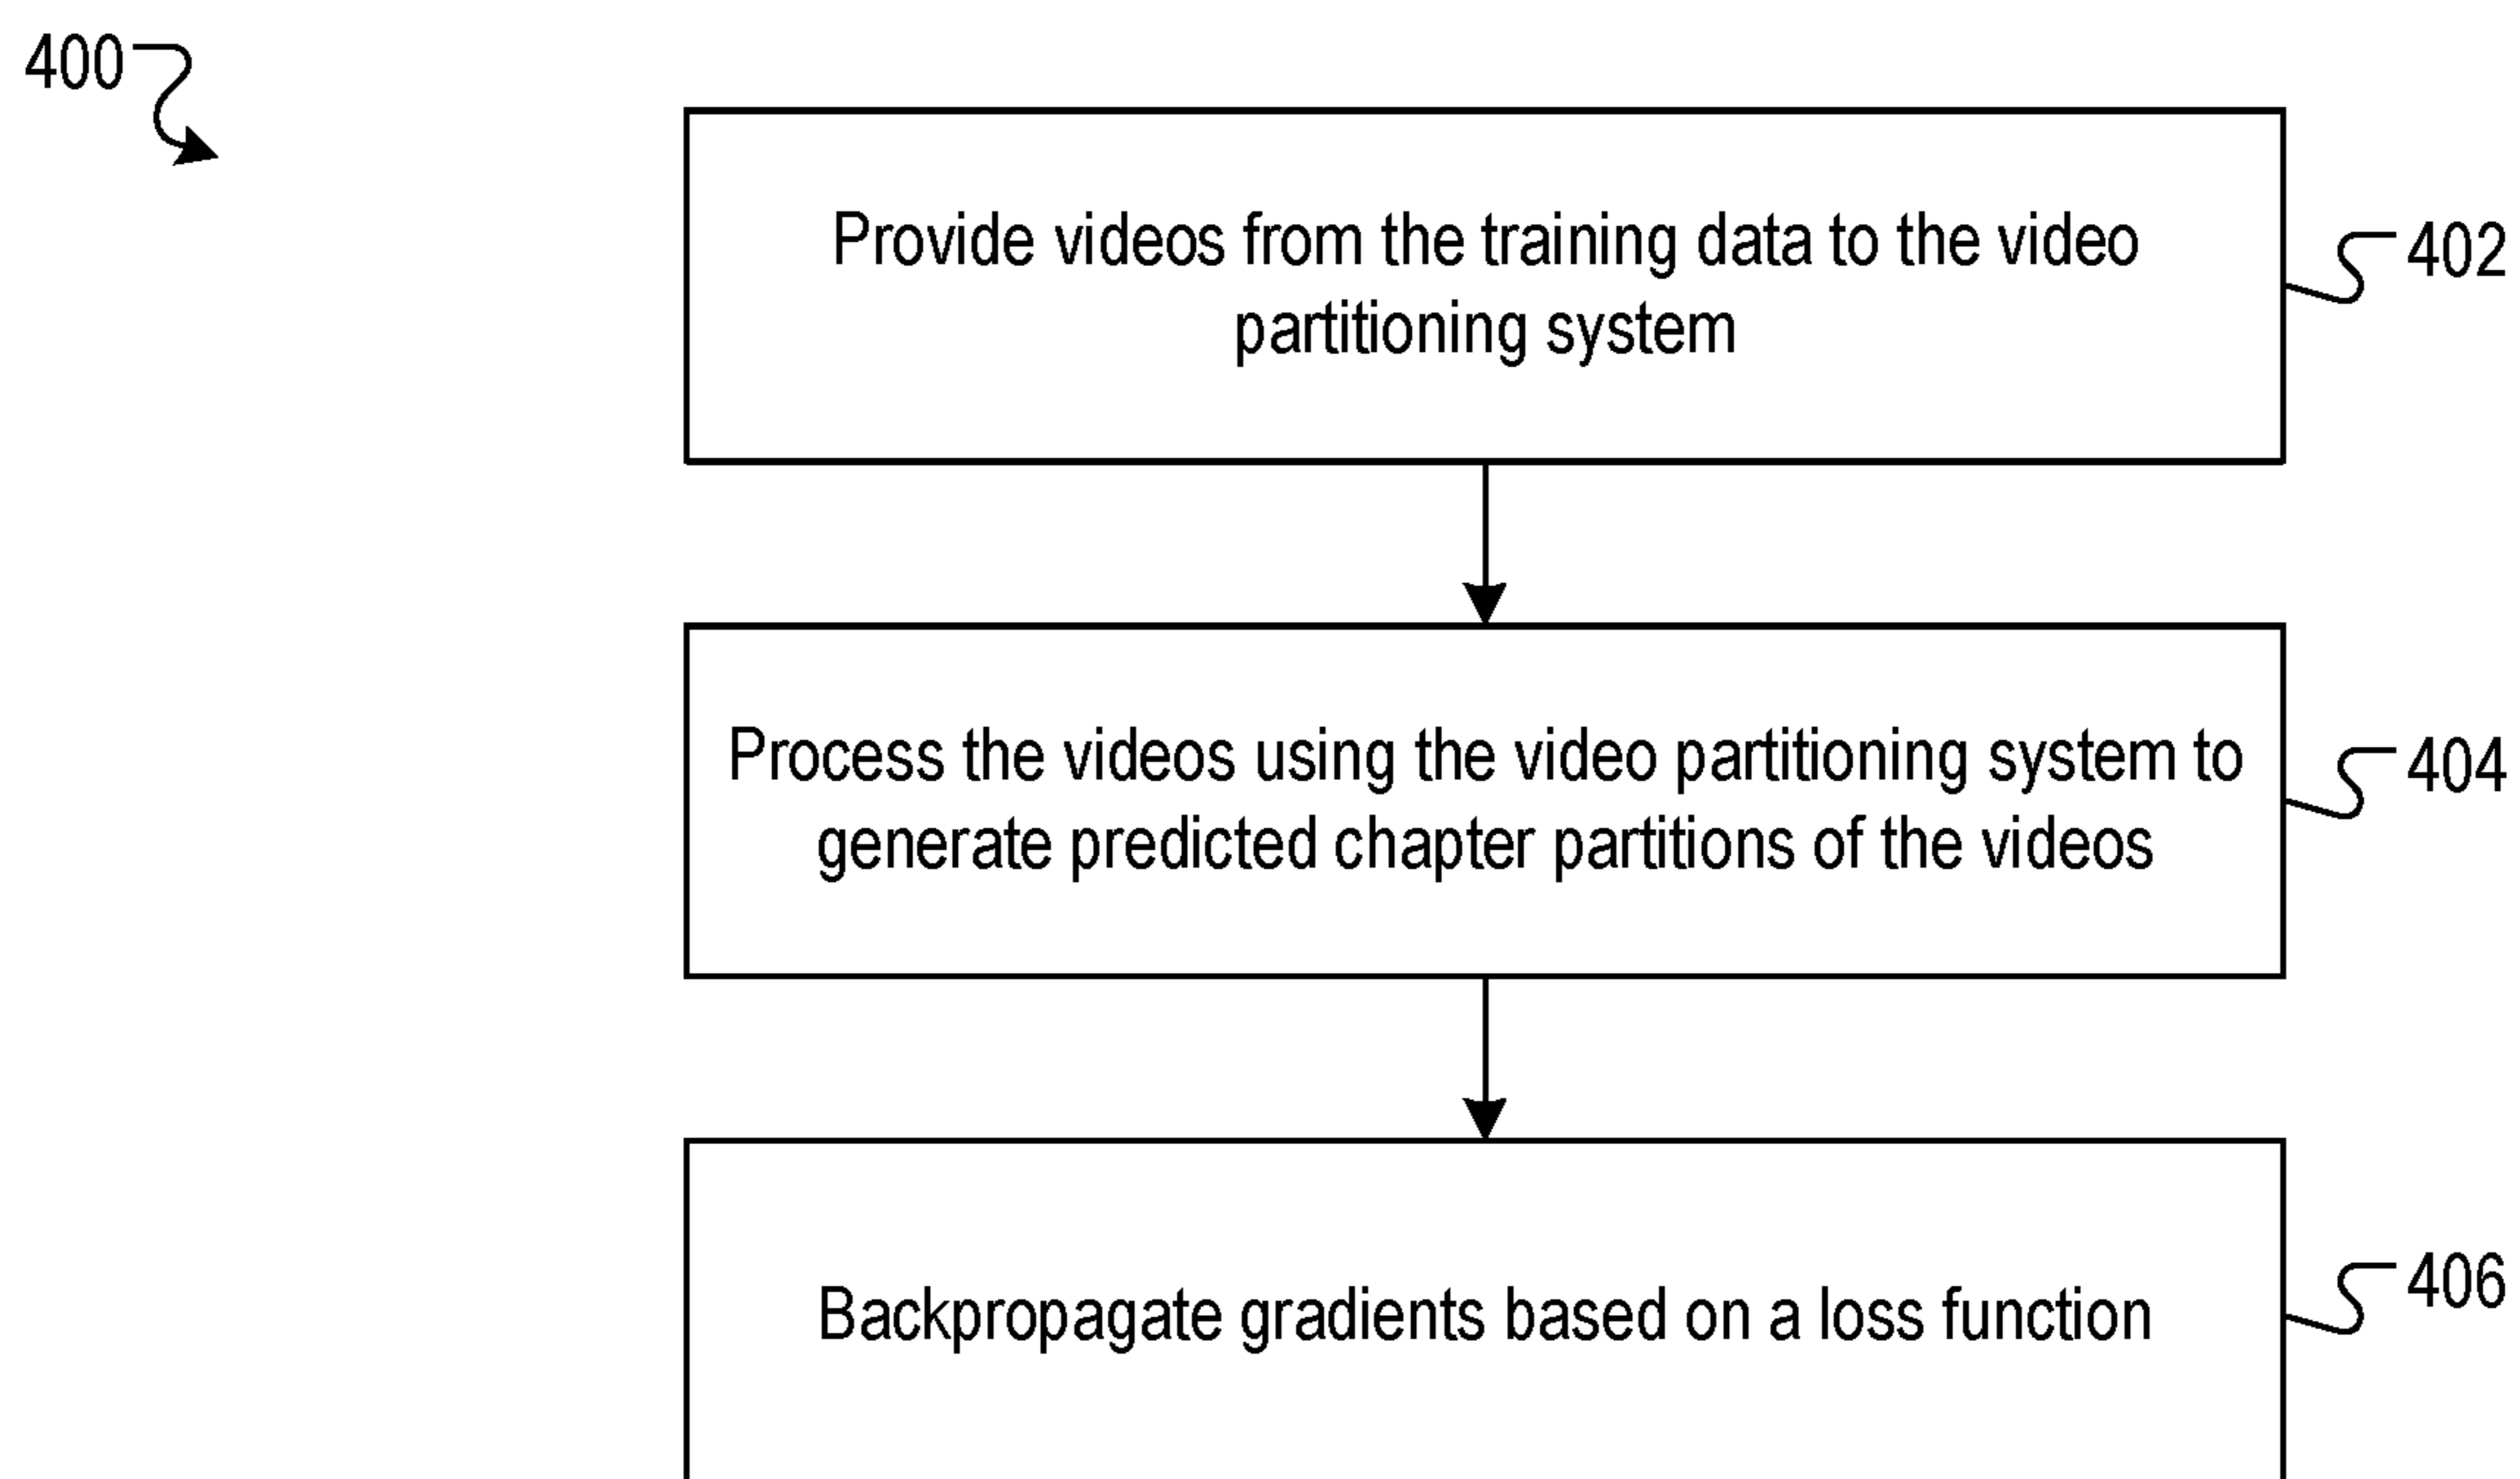 400
Provide videos from the training data to the video
partitioning system
402
Process the videos using the video partitioning system to
generate predicted chapter partitions of the videos
404
Backpropagate gradients based on a loss function
406